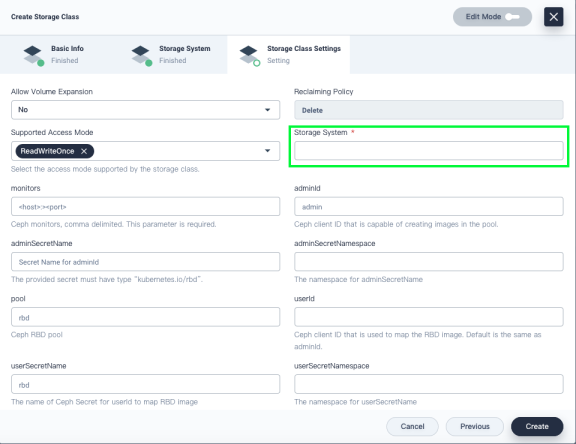 Create Storage Class
Edit Mode
Basic Info
Finished
Storage System
Finished
Storage Class Settings
Setting
Allow Volume Expansion
No
Reclaiming Policy
Delete
Supported Access Mode
ReadWriteOnce ×
Select the access mode supported by the storage class.
Storage System *
monitors
<host>:><port>
Ceph monitors, comma delimited. This parameter is required.
adminId
admin
Ceph client ID that is capable of creating images in the pool.
adminSecretName
Secret Name for adminId
The provided secret must have type "kubernetes.io/rbd".
adminSecretNamespace
The namespace for adminSecretName
pool
rbd
Ceph RBD pool
userId
Ceph client ID that is used to map the RBD image. Default is the same as
adminId.
userSecretName
rbd
The name of Ceph Secret for userId to map RBD image
userSecretNamespace
The namespace for userSecretName
Cancel
Previous
Create